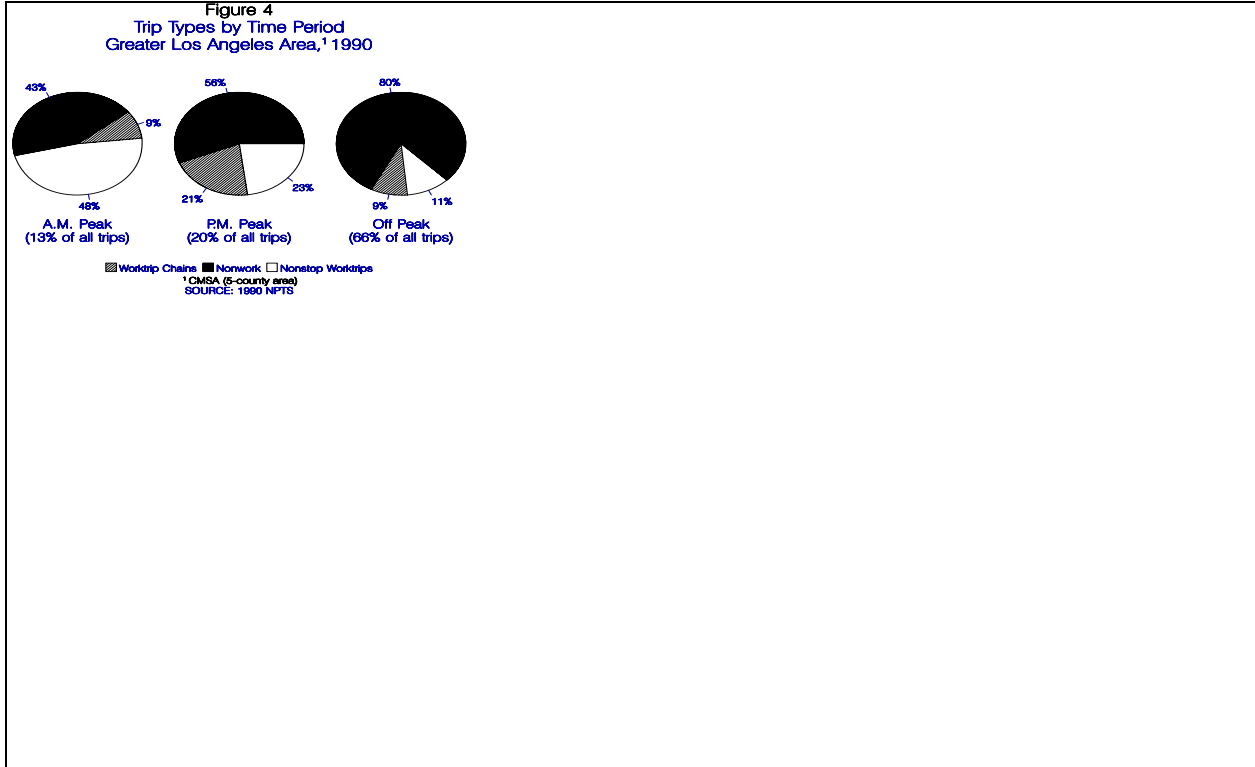 Figure 4
Trip Types by Time Period
Greater Los Angeles Area,¹ 1990
43%
9%
48%
A.M. Peak
(13% of all trips)
56%
21%
23%
P.M. Peak
(20% of all trips)
80%
9%
11%
Off Peak
(66% of all trips)
Worktrip Chains Nonwork Nonstop Worktrips
¹ CMSA (5-county area)
SOURCE: 1990 NPTS